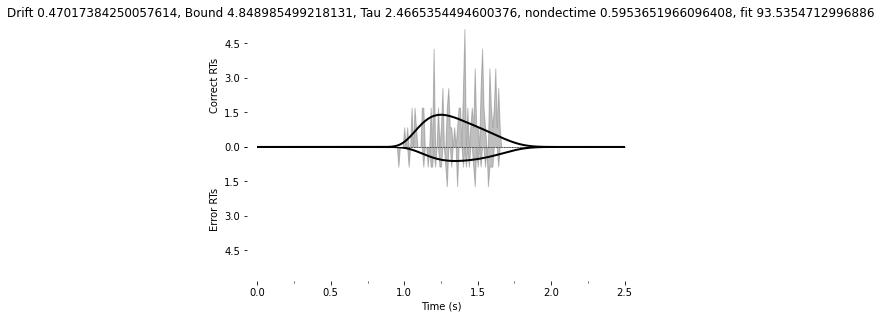 Drift 0.47017384250057614, Bound 4.848985499218131, Tau 2.4665354494600376, nondectime 0.5953651966096408, fit 93.5354712996886
4.5
3.0
1.5
0.0
1.5
3.0
4.5
Correct RTs
Error RTs
0.0 0.5 1.0 1.5 2.0 2.5
Time (s)